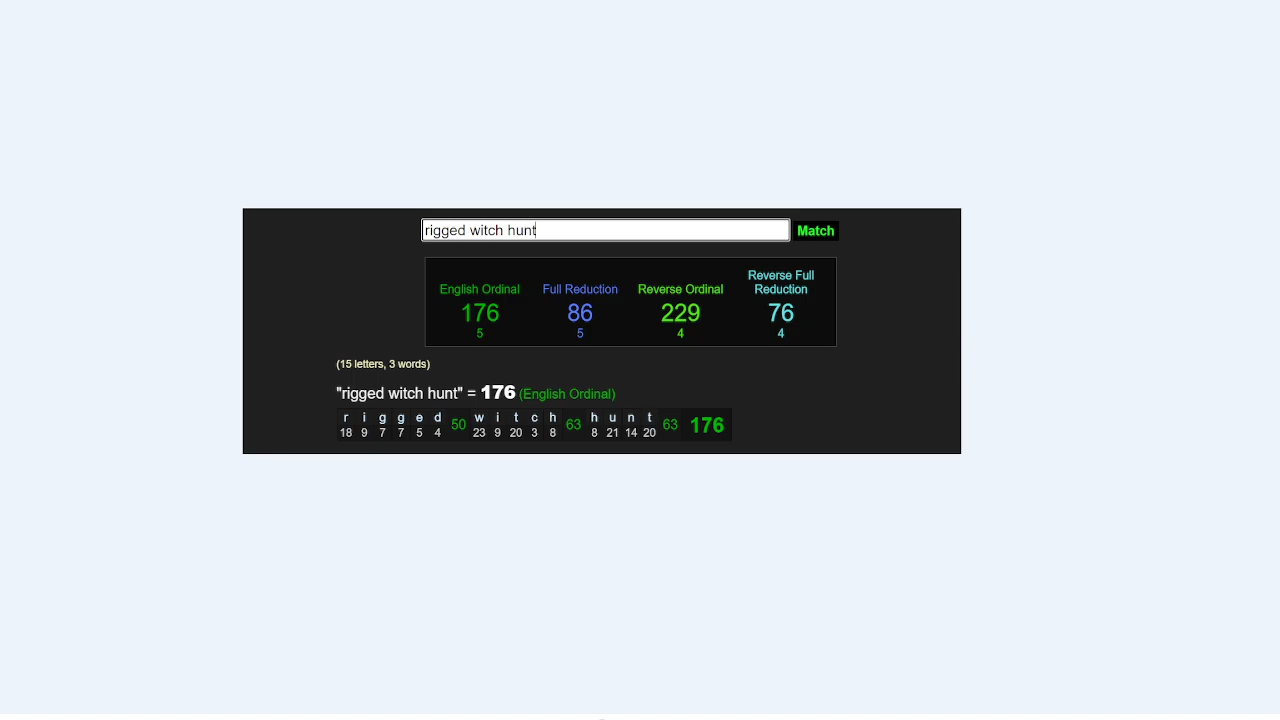 rigged witch hunt Match
English Ordinal Full Reduction Reverse Ordinal Reverse Full Reduction
176 86 229 76
5 5 4 4
(15 letters, 3 words)
"rigged witch hunt" = 176 (English Ordinal)
r i g g e d 50 w i t c h 63 h u n t 63 176
18 9 7 7 5 4 23 9 20 3 8 8 21 14 20